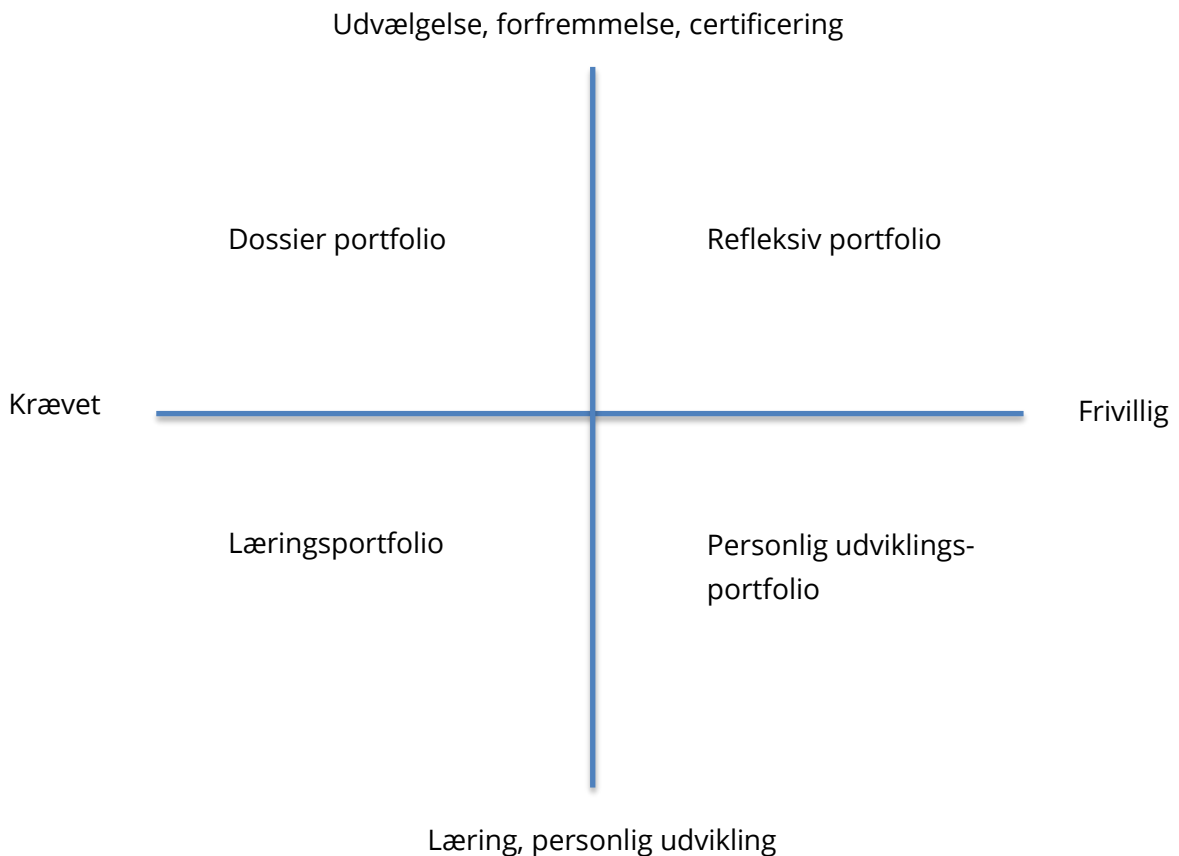 Udvælgelse, forfremmelse, certificering
Dossier portfolio
Refleksiv portfolio
Krævet
Frivillig
Læringsportfolio
Personlig udviklings-
portfolio
Læring, personlig udvikling